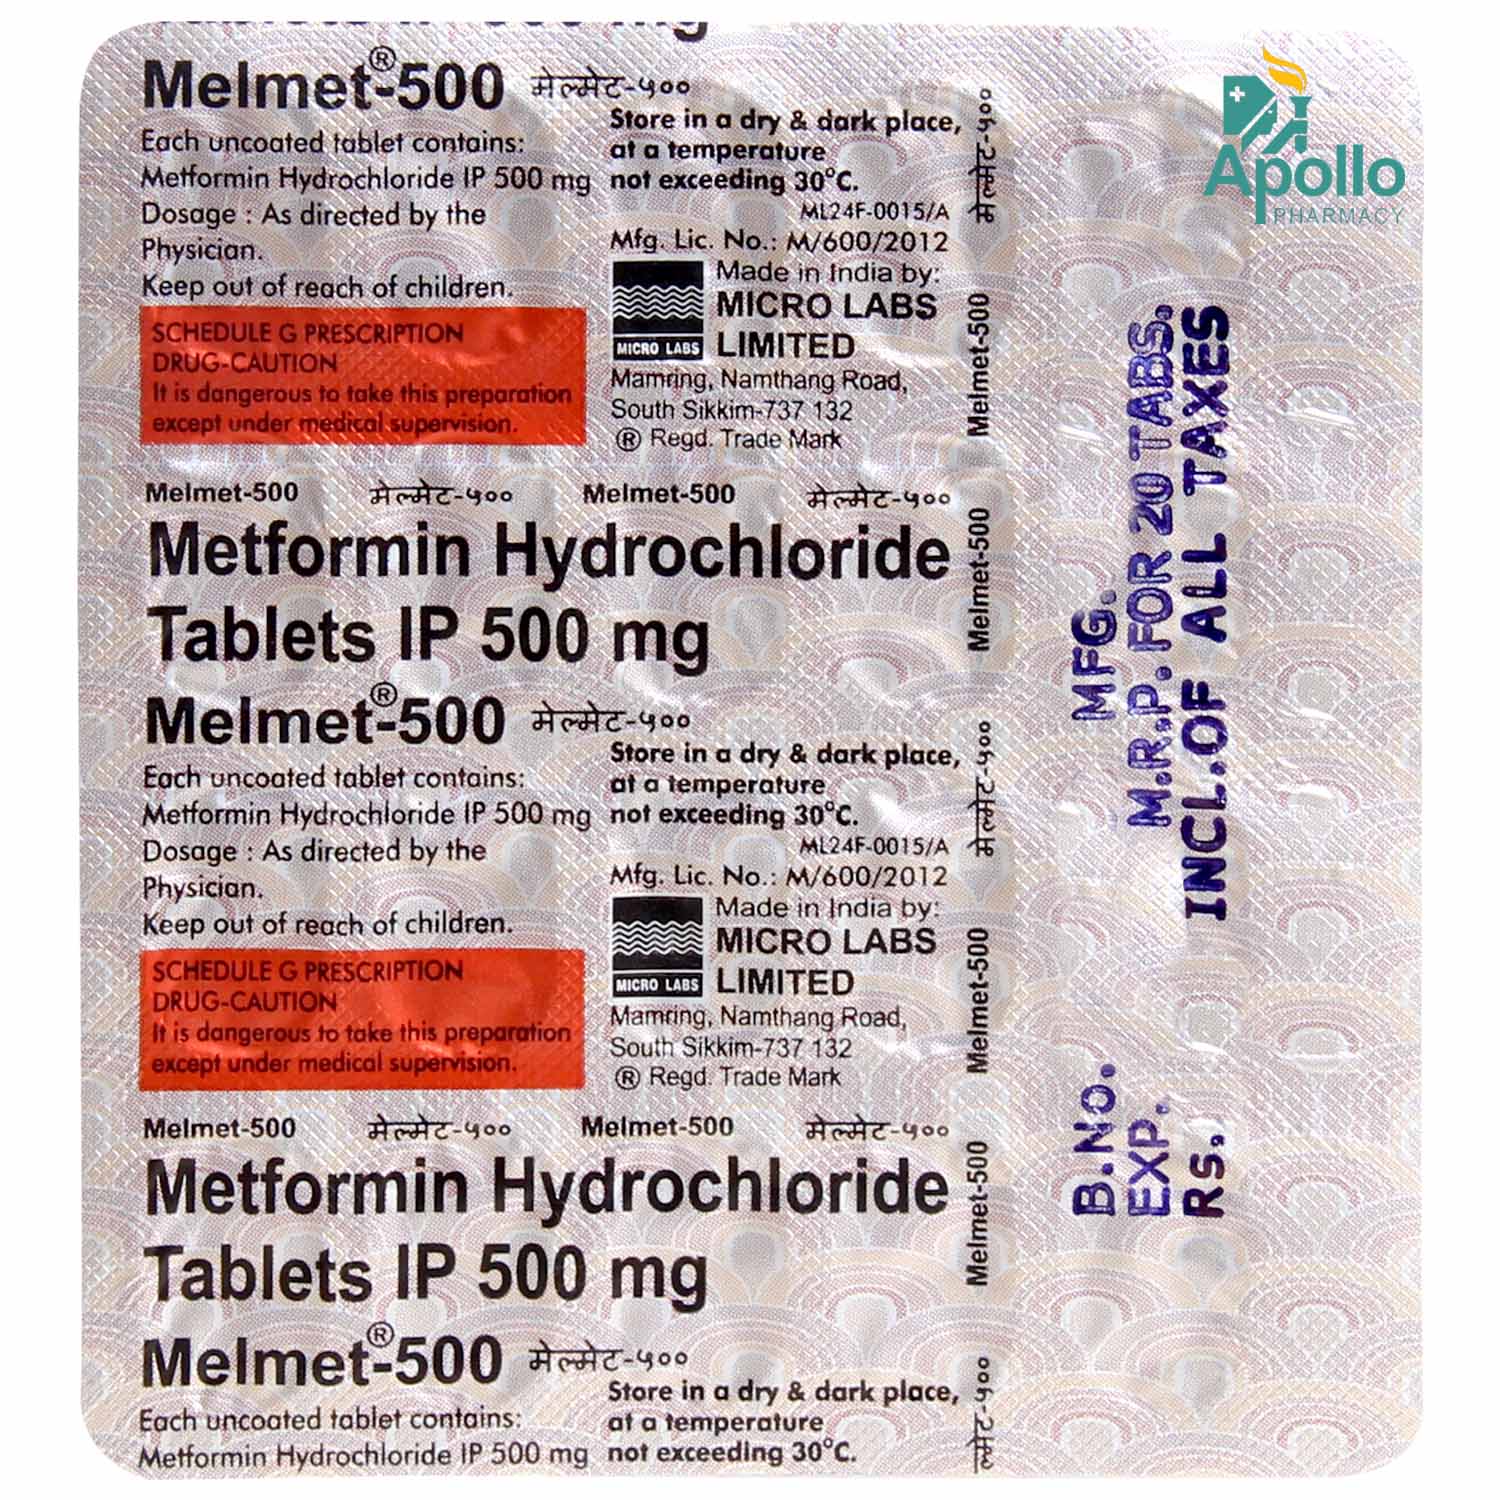 Melmet®-500 मेल्मेट-५००
Each uncoated tablet contains:
Metformin Hydrochloride IP 500 mg
Dosage : As directed by the
Physician.
Keep out of reach of children.
SCHEDULE G PRESCRIPTION
DRUG-CAUTION
It is dangerous to take this preparation
except under medical supervision.
Store in a dry & dark place,
at a temperature
not exceeding 30°C.
ML24F-0015/A
Mfg. Lic. No.: M/600/2012
Made in India by:
MICRO LABS
LIMITED
MICRO LABS
Mamring, Namthang Road,
South Sikkim-737 132
® Regd. Trade Mark
Melmet-500 मेल्मेट-५०० Melmet-500 मेल्मेट-५००
Metformin Hydrochloride
Tablets IP 500 mg
Melmet®-500 मेल्मेट-५००
Each uncoated tablet contains:
Metformin Hydrochloride IP 500 mg
Dosage : As directed by the
Physician.
Keep out of reach of children.
SCHEDULE G PRESCRIPTION
DRUG-CAUTION
It is dangerous to take this preparation
except under medical supervision.
Store in a dry & dark place,
at a temperature
not exceeding 30°C.
ML24F-0015/A
Mfg. Lic. No.: M/600/2012
Made in India by:
MICRO LABS
LIMITED
MICRO LABS
Mamring, Namthang Road,
South Sikkim-737 132
® Regd. Trade Mark
Melmet-500 मेल्मेट-५०० Melmet-500 मेल्मेट-५००
Metformin Hydrochloride
Tablets IP 500 mg
Melmet®-500 मेल्मेट-५००
Each uncoated tablet contains:
Metformin Hydrochloride IP 500 mg
Store in a dry & dark place,
at a temperature
not exceeding 30°C.
मेल्मेट-५००
Melmet-500
Melmet-500
मेल्मेट-५००
Melmet-500
Melmet-500
ल्मेट-५००
B.No. MFG.
EXP. M.R.P. FOR 20 TABS.
RS. INCL.OF ALL TAXES
Apollo
PHARMACY